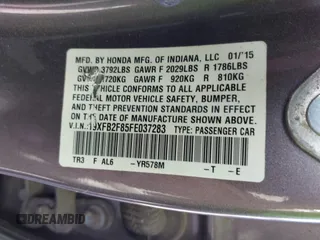 MFD. BY HONDA MFG. OF INDIANA, LLC 01/'15
GVWR 3792LBS GAWR F 2029LBS R 1786LBS
GVWR 1720KG GAWR F 920KG R 810KG
THIS VEHICLE CONFORMS TO ALL APPLICABLE
FEDERAL MOTOR VEHICLE SAFETY, BUMPER,
AND THEFT PREVENTION STANDARDS IN EFFECT
ON THE DATE OF MANUFACTURE SHOWN ABOVE.
V.I.N.: 19XFB2F85FE037283 TYPE: PASSENGER CAR
TR3 F AL6 -YR578M -T -E
DREAMBID